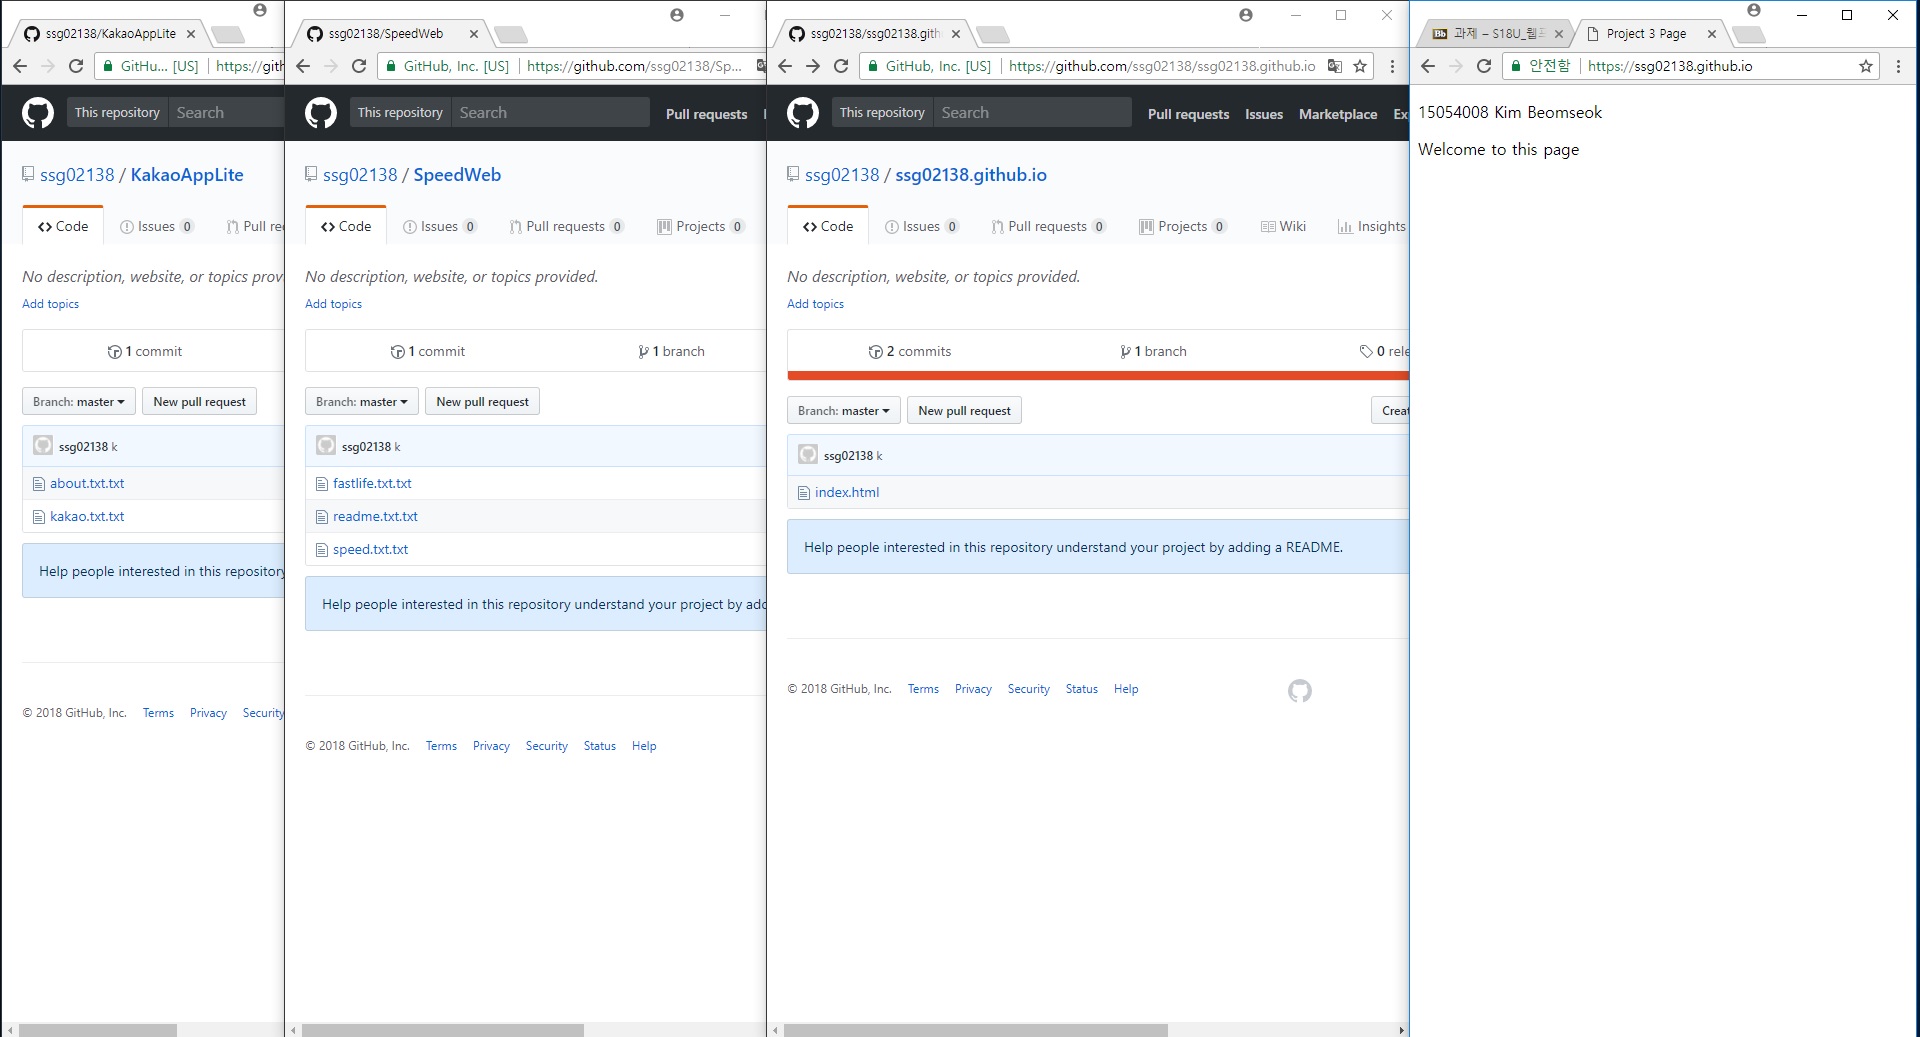 ssg02138/KakaoAppLite
GitHu... [US]
https://gith
This repository
Search
ssg02138 / KakaoAppLite
Code
Issues 0
Pull re
No description, website, or topics prov
Add topics
1 commit
Branch: master
New pull request
ssg02138 k
about.txt.txt
kakao.txt.txt
Help people interested in this repository
© 2018 GitHub, Inc. Terms Privacy Security
ssg02138/SpeedWeb
GitHub, Inc. [US]
https://github.com/ssg02138/Sp...
This repository
Search
Pull requests
ssg02138 / SpeedWeb
Code
Issues 0
Pull requests 0
Projects 0
No description, website, or topics provided.
Add topics
1 commit
1 branch
Branch: master
New pull request
ssg02138 k
fastlife.txt.txt
readme.txt.txt
speed.txt.txt
Help people interested in this repository understand your project by add
© 2018 GitHub, Inc. Terms Privacy Security Status Help
ssg02138/ssg02138.gith
GitHub, Inc. [US]
https://github.com/ssg02138/ssg02138.github.io
This repository
Search
Pull requests Issues Marketplace Ex
ssg02138 / ssg02138.github.io
Code
Issues 0
Pull requests 0
Projects 0
Wiki
Insights
No description, website, or topics provided.
Add topics
2 commits
1 branch
0 rele
Branch: master
New pull request
Creat
ssg02138 k
index.html
Help people interested in this repository understand your project by adding a README.
© 2018 GitHub, Inc. Terms Privacy Security Status Help
Bb 과제 – S18U_웹프
Project 3 Page
안전함
https://ssg02138.github.io
15054008 Kim Beomseok
Welcome to this page